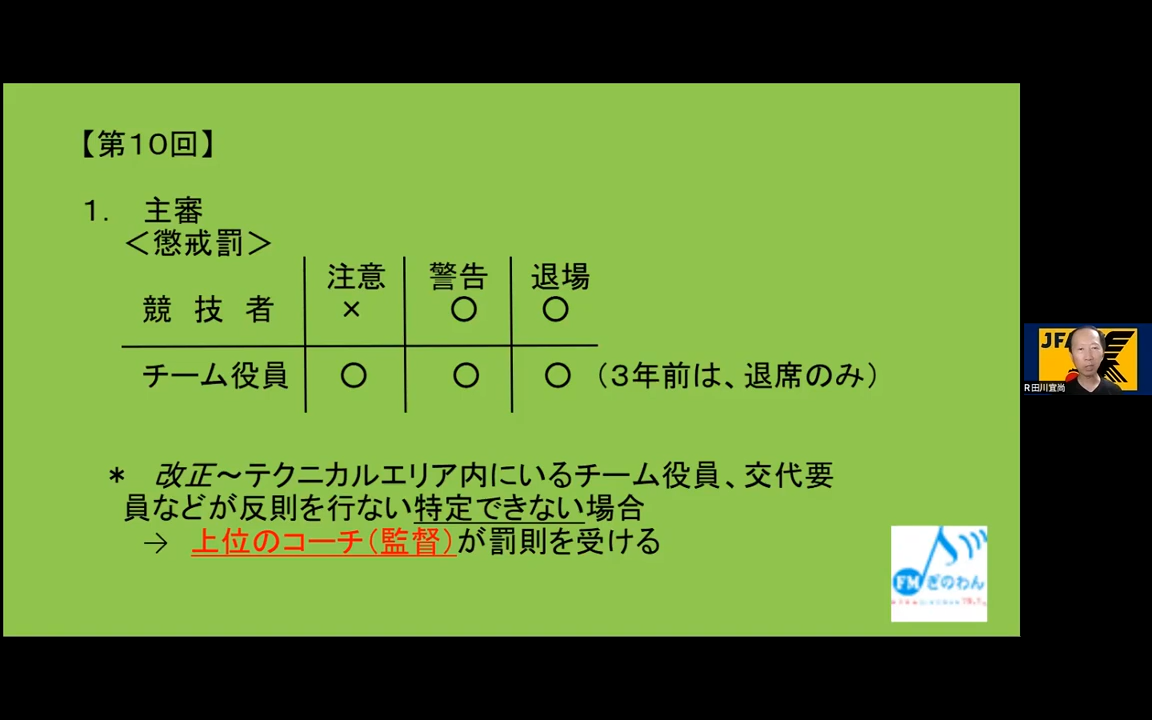 【第１０回】
１．　主審
＜懲戒罰＞
注意 警告 退場
競　技　者 × 〇 〇
チーム役員 〇 〇 〇 （３年前は、退席のみ）
＊　改正～テクニカルエリア内にいるチーム役員、交代要
員などが反則を行ない特定できない場合
→　上位のコーチ（監督）が罰則を受ける
FMぎのわん
JFA
R田川宜尚